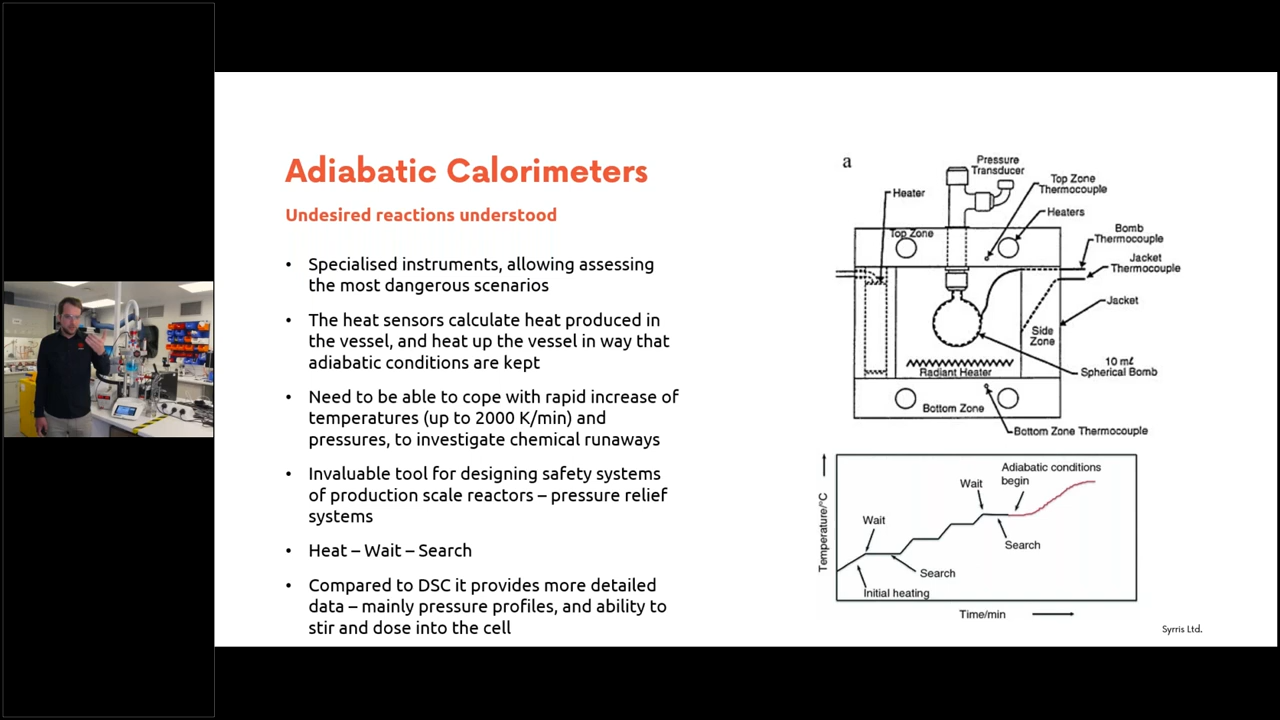 Adiabatic Calorimeters
Undesired reactions understood
• Specialised instruments, allowing assessing
the most dangerous scenarios
• The heat sensors calculate heat produced in
the vessel, and heat up the vessel in way that
adiabatic conditions are kept
• Need to be able to cope with rapid increase of
temperatures (up to 2000 K/min) and
pressures, to investigate chemical runaways
• Invaluable tool for designing safety systems
of production scale reactors – pressure relief
systems
• Heat – Wait – Search
• Compared to DSC it provides more detailed
data – mainly pressure profiles, and ability to
stir and dose into the cell
a
Pressure
Transducer
Top Zone
Thermocouple
Heater
Heaters
Top Zone
Bomb
Thermocouple
Jacket
Thermocouple
Jacket
Side
Zone
10 mℓ
Spherical Bomb
Radiant Heater
Bottom Zone
Bottom Zone Thermocouple
Temperature/°C
Adiabatic conditions
begin
Wait
Wait
Search
Search
Initial heating
Time/min
Syrris Ltd.